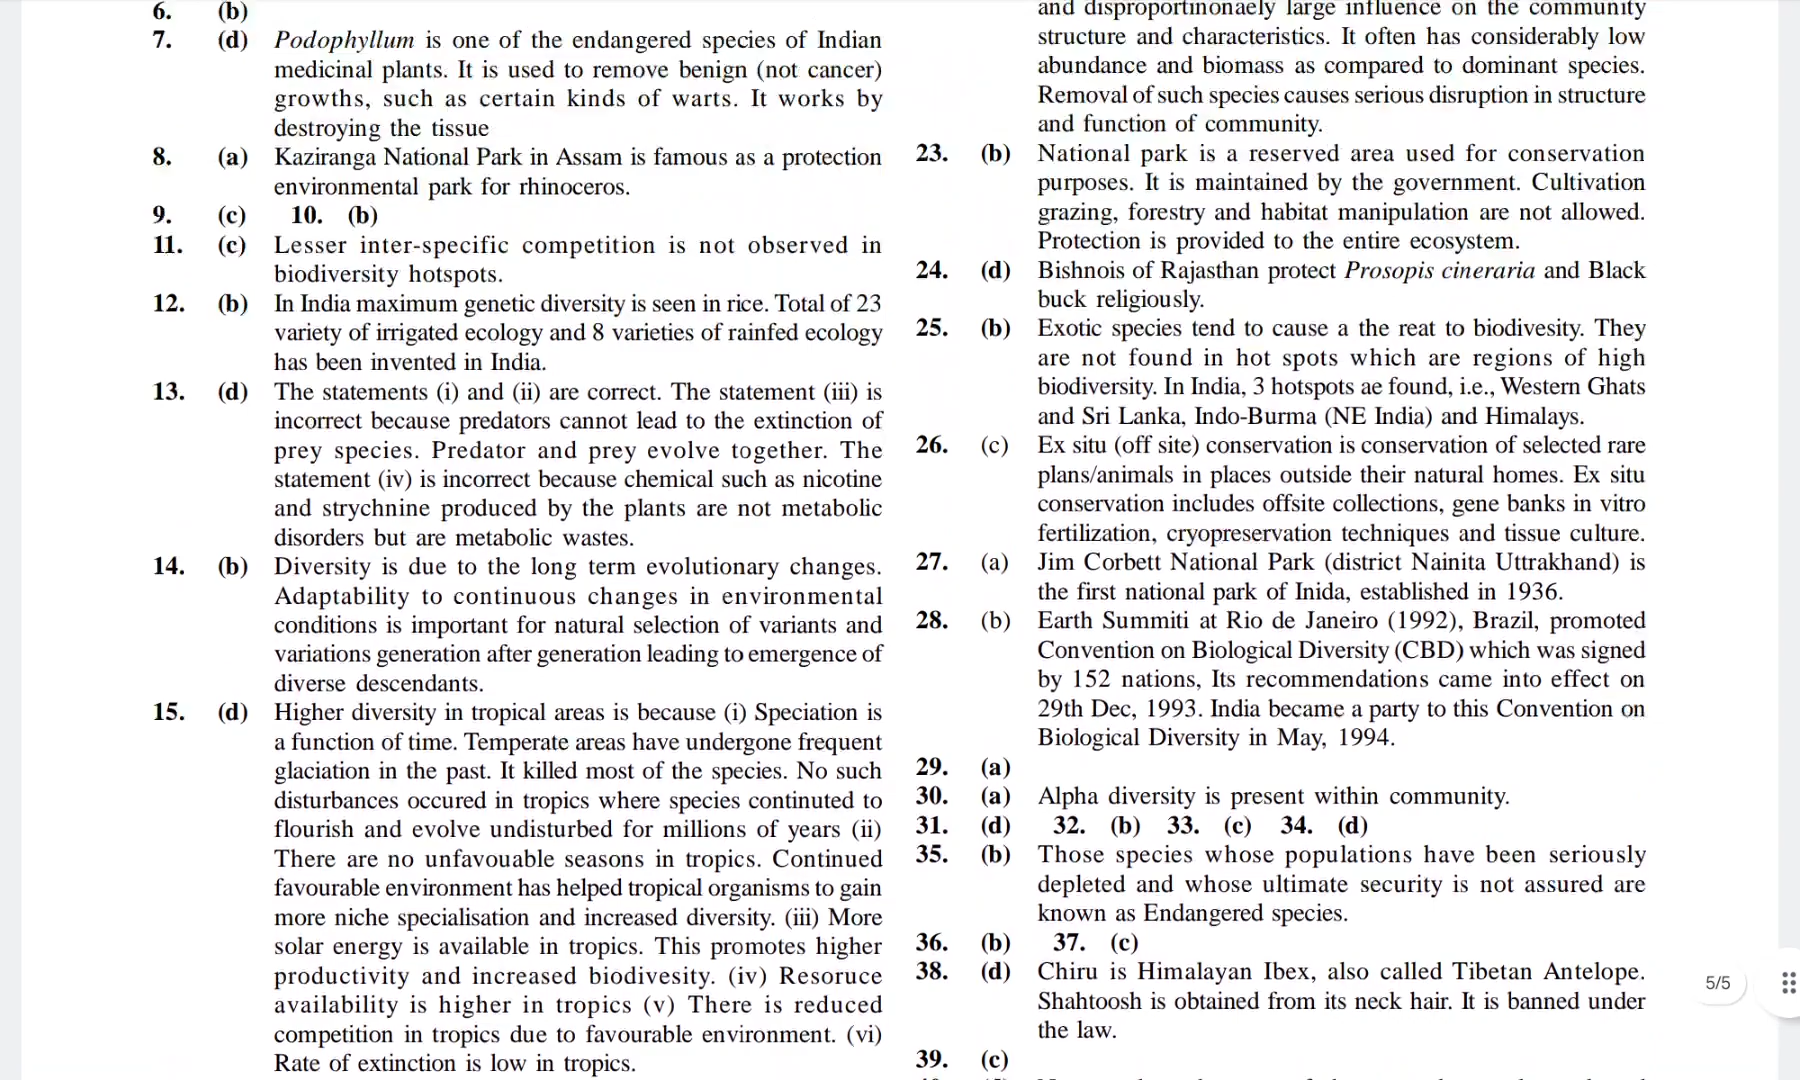 6. (b)
7. (d) Podophyllum is one of the endangered species of Indian
medicinal plants. It is used to remove benign (not cancer)
growths, such as certain kinds of warts. It works by
destroying the tissue
8. (a) Kaziranga National Park in Assam is famous as a protection
environmental park for rhinoceros.
9. (c) 10. (b)
11. (c) Lesser inter-specific competition is not observed in
biodiversity hotspots.
12. (b) In India maximum genetic diversity is seen in rice. Total of 23
variety of irrigated ecology and 8 varieties of rainfed ecology
has been invented in India.
13. (d) The statements (i) and (ii) are correct. The statement (iii) is
incorrect because predators cannot lead to the extinction of
prey species. Predator and prey evolve together. The
statement (iv) is incorrect because chemical such as nicotine
and strychnine produced by the plants are not metabolic
disorders but are metabolic wastes.
14. (b) Diversity is due to the long term evolutionary changes.
Adaptability to continuous changes in environmental
conditions is important for natural selection of variants and
variations generation after generation leading to emergence of
diverse descendants.
15. (d) Higher diversity in tropical areas is because (i) Speciation is
a function of time. Temperate areas have undergone frequent
glaciation in the past. It killed most of the species. No such
disturbances occured in tropics where species continuted to
flourish and evolve undisturbed for millions of years (ii)
There are no unfavouable seasons in tropics. Continued
favourable environment has helped tropical organisms to gain
more niche specialisation and increased diversity. (iii) More
solar energy is available in tropics. This promotes higher
productivity and increased biodivesity. (iv) Resoruce
availability is higher in tropics (v) There is reduced
competition in tropics due to favourable environment. (vi)
Rate of extinction is low in tropics.
and disproportinonaely large influence on the community
structure and characteristics. It often has considerably low
abundance and biomass as compared to dominant species.
Removal of such species causes serious disruption in structure
and function of community.
23. (b) National park is a reserved area used for conservation
purposes. It is maintained by the government. Cultivation
grazing, forestry and habitat manipulation are not allowed.
Protection is provided to the entire ecosystem.
24. (d) Bishnois of Rajasthan protect Prosopis cineraria and Black
buck religiously.
25. (b) Exotic species tend to cause a the reat to biodivesity. They
are not found in hot spots which are regions of high
biodiversity. In India, 3 hotspots ae found, i.e., Western Ghats
and Sri Lanka, Indo-Burma (NE India) and Himalays.
26. (c) Ex situ (off site) conservation is conservation of selected rare
plans/animals in places outside their natural homes. Ex situ
conservation includes offsite collections, gene banks in vitro
fertilization, cryopreservation techniques and tissue culture.
27. (a) Jim Corbett National Park (district Nainita Uttrakhand) is
the first national park of Inida, established in 1936.
28. (b) Earth Summiti at Rio de Janeiro (1992), Brazil, promoted
Convention on Biological Diversity (CBD) which was signed
by 152 nations, Its recommendations came into effect on
29th Dec, 1993. India became a party to this Convention on
Biological Diversity in May, 1994.
29. (a)
30. (a) Alpha diversity is present within community.
31. (d) 32. (b) 33. (c) 34. (d)
35. (b) Those species whose populations have been seriously
depleted and whose ultimate security is not assured are
known as Endangered species.
36. (b) 37. (c)
38. (d) Chiru is Himalayan Ibex, also called Tibetan Antelope.
Shahtoosh is obtained from its neck hair. It is banned under
the law.
39. (c)
5/5